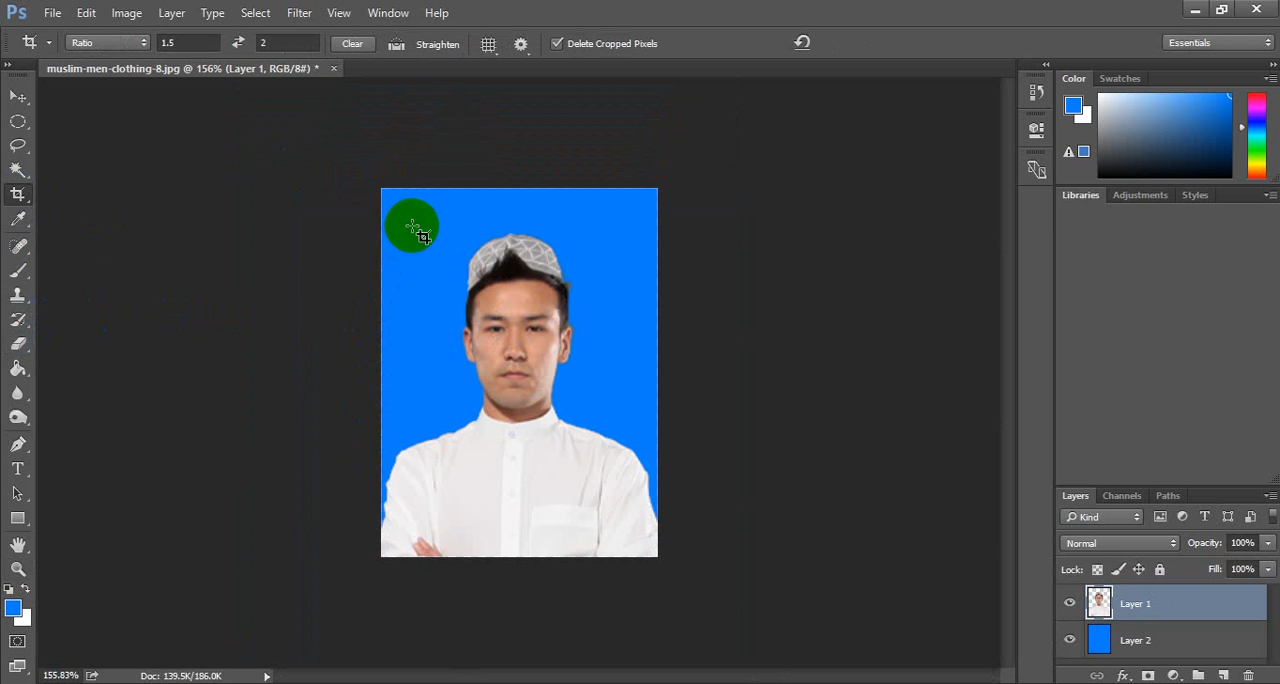 Ps File Edit Image Layer Type Select Filter View Window Help
Ratio 1.5 2 Clear Straighten Delete Cropped Pixels Essentials
muslim-men-clothing-8.jpg @ 156% (Layer 1, RGB/8#) *
Color Swatches
Libraries Adjustments Styles
Layers Channels Paths
Kind
Normal Opacity: 100%
Lock: Fill: 100%
Layer 1
Layer 2
155.83% Doc: 139.5K/186.0K